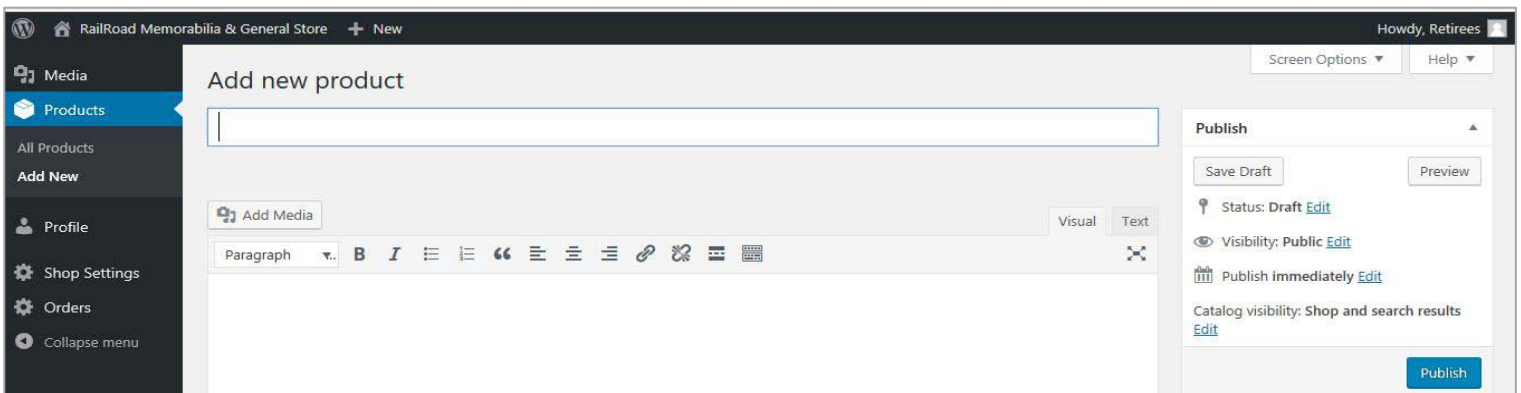 RailRoad Memorabilia & General Store + New
Howdy, Retirees
Media
Products
All Products
Add New
Profile
Shop Settings
Orders
Collapse menu
Screen Options ▼
Help ▼
Add new product
Add Media
Visual Text
Paragraph B I
Publish
Save Draft
Preview
Status: Draft Edit
Visibility: Public Edit
Publish immediately Edit
Catalog visibility: Shop and search results
Edit
Publish